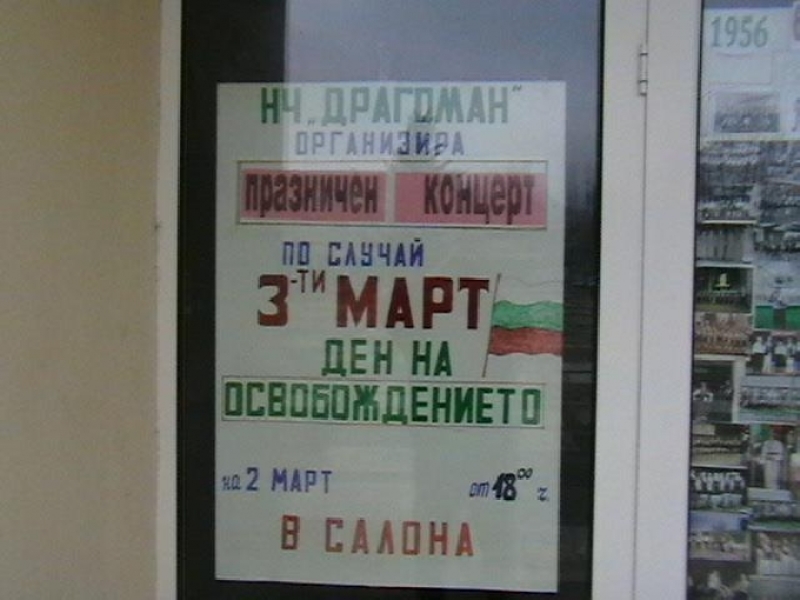 НЧ „ДРАГОМАН"
ОРГАНИЗИРА
празничен концерт
ПО СЛУЧАЙ
3-ТИ МАРТ
ДЕН НА
ОСВОБОЖДЕНИЕТО
на 2 МАРТ от 18⁰⁰ ч.
В САЛОНА
1956